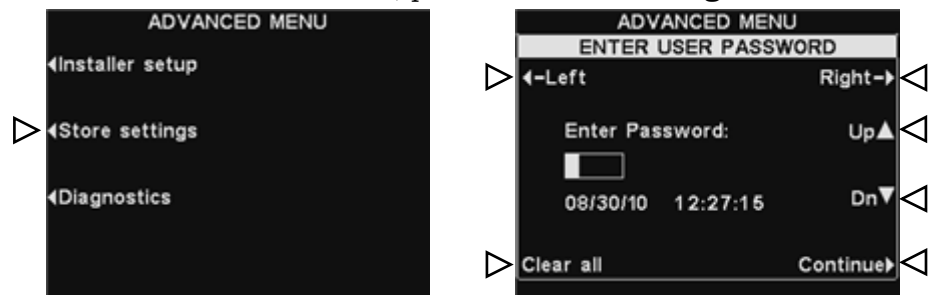 ADVANCED MENU
Installer setup
Store settings
Diagnostics
ADVANCED MENU
ENTER USER PASSWORD
-Left
Right-
Enter Password:
Up
08/30/10 12:27:15
Dn
Clear all
Continue